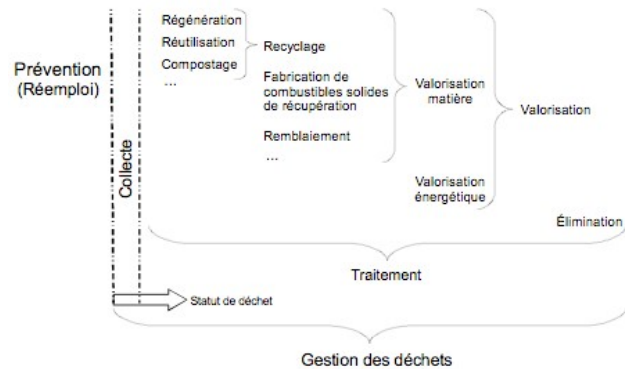 Régénération
Réutilisation
Compostage
...
Prévention
(Réemploi)
Collecte
Recyclage
Fabrication de
combustibles solides
de récupération
Remblaiement
...
Valorisation
matière
Valorisation
Valorisation
énergétique
Élimination
Traitement
Statut de déchet
Gestion des déchets